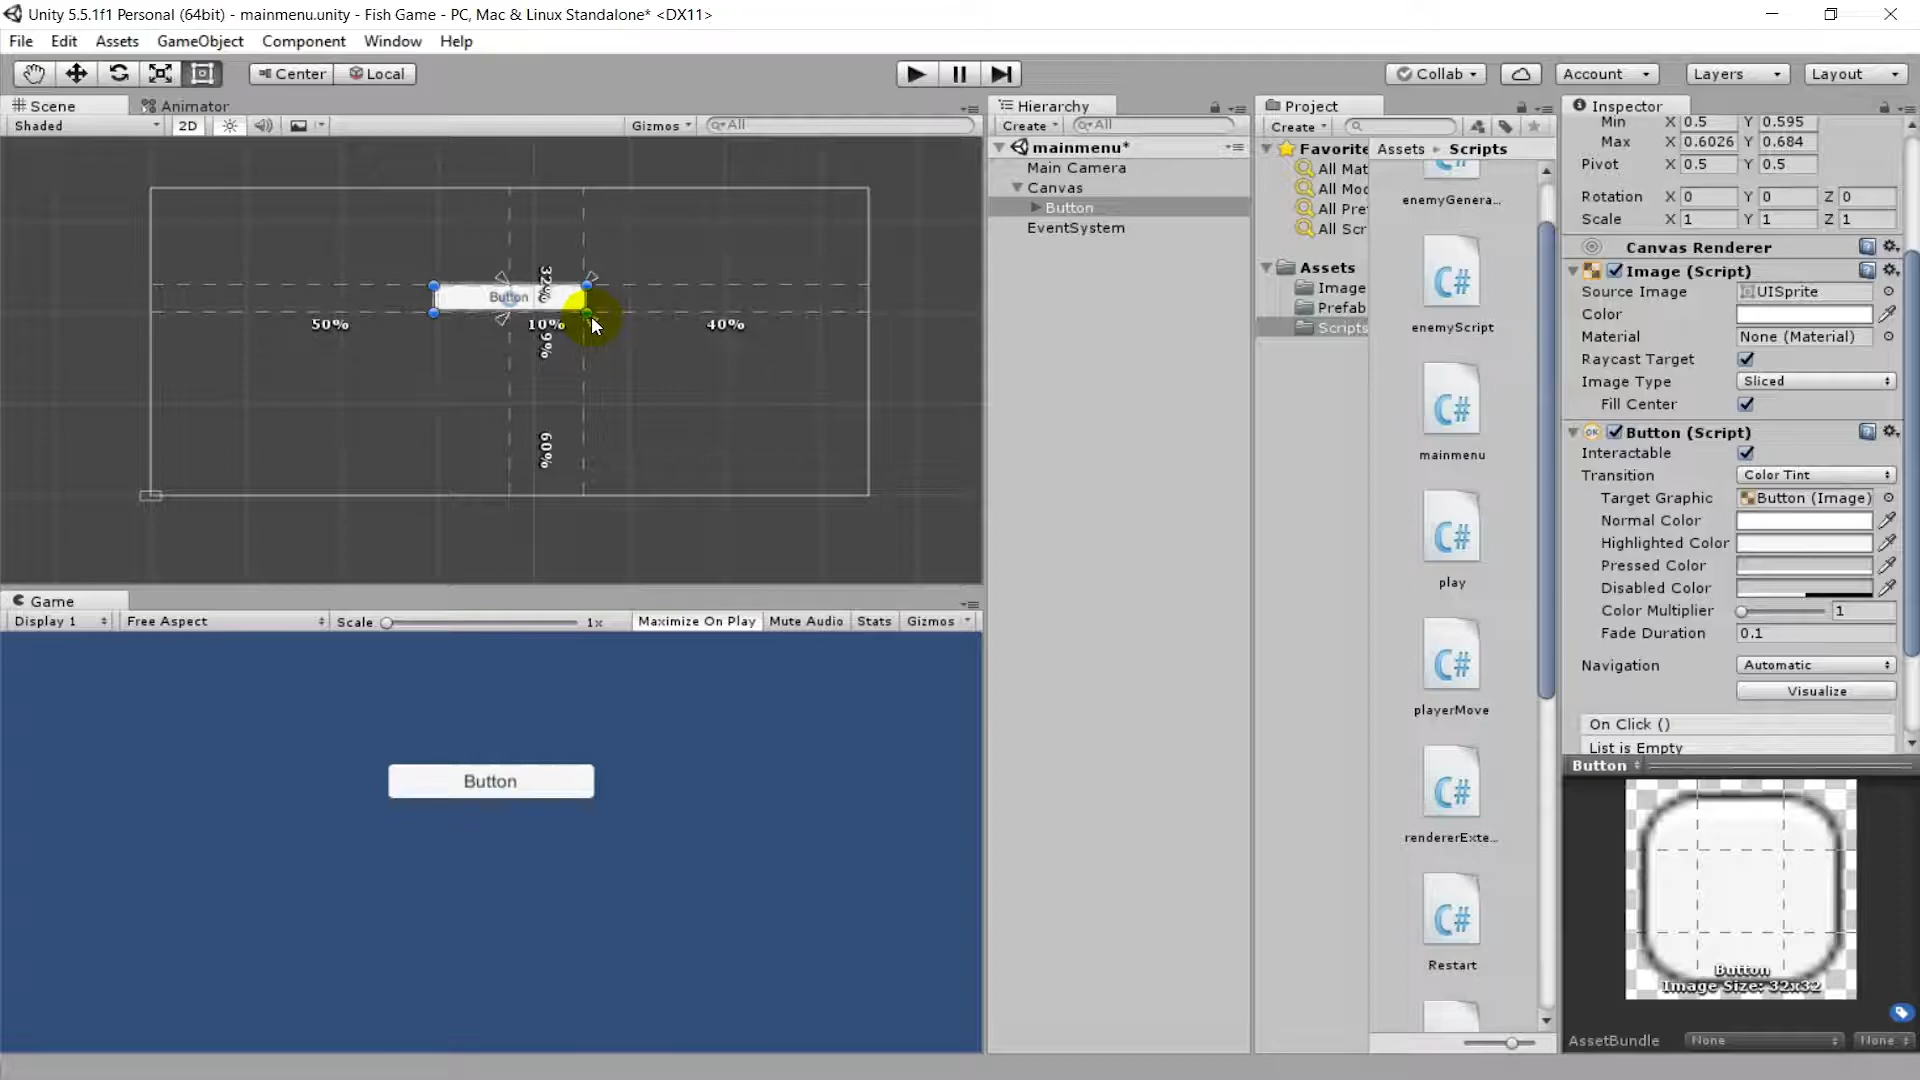 Unity 5.5.1f1 Personal (64bit) - mainmenu.unity - Fish Game - PC, Mac & Linux Standalone* <DX11>
File Edit Assets GameObject Component Window Help
Center Local
Collab Account Layers Layout
Scene Animator
Shaded 2D Gizmos All
50% 10% 40%
32%
9%
60%
Button
Game
Display 1 Free Aspect Scale 1x Maximize On Play Mute Audio Stats Gizmos
Button
Hierarchy
Create All
mainmenu*
Main Camera
Canvas
Button
EventSystem
Project
Create
Favorite
All Mat
All Mod
All Pre
All Scr
Assets
Image
Prefab
Scripts
Assets Scripts
enemyGenera...
C#
enemyScript
C#
mainmenu
C#
play
C#
playerMove
C#
rendererExte...
C#
Restart
Inspector
Min X 0.5 Y 0.595
Max X 0.6026 Y 0.684
Pivot X 0.5 Y 0.5
Rotation X 0 Y 0 Z 0
Scale X 1 Y 1 Z 1
Canvas Renderer
Image (Script)
Source Image UISprite
Color
Material None (Material)
Raycast Target
Image Type Sliced
Fill Center
OK Button (Script)
Interactable
Transition Color Tint
Target Graphic Button (Image)
Normal Color
Highlighted Color
Pressed Color
Disabled Color
Color Multiplier 1
Fade Duration 0.1
Navigation Automatic
Visualize
On Click ()
List is Empty
Button
Button
Image Size: 32x32
AssetBundle None None